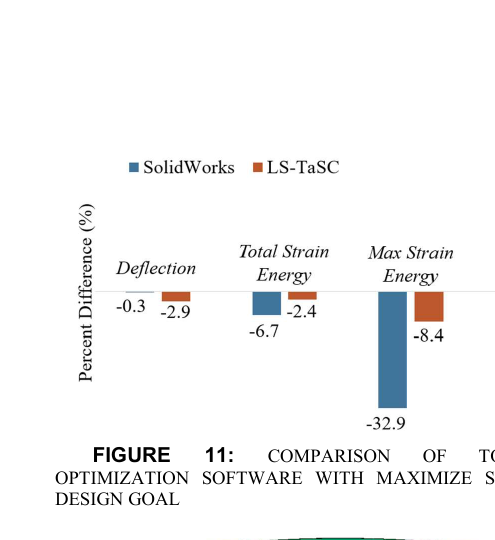 SolidWorks LS-TaSC
Percent Difference (%)
Deflection
Total Strain
Energy
Max Strain
Energy
-0.3
-2.9
-6.7
-2.4
-32.9
-8.4
FIGURE 11: COMPARISON OF
OPTIMIZATION SOFTWARE WITH MAXIMIZE
DESIGN GOAL